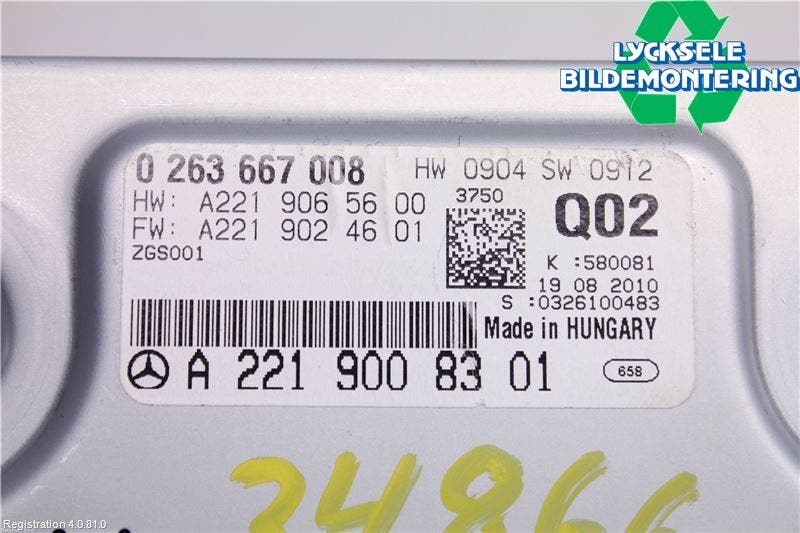 LYCKSELE
BILDEMONTERING
0 263 667 008 HW 0904 SW 0912
HW: A221 906 56 00 3750 Q02
FW: A221 902 46 01
ZGS001
K :580081
19 08 2010
S :0326100483
Made in HUNGARY
A 221 900 83 01 658
34866
Registration 4.0.81.0